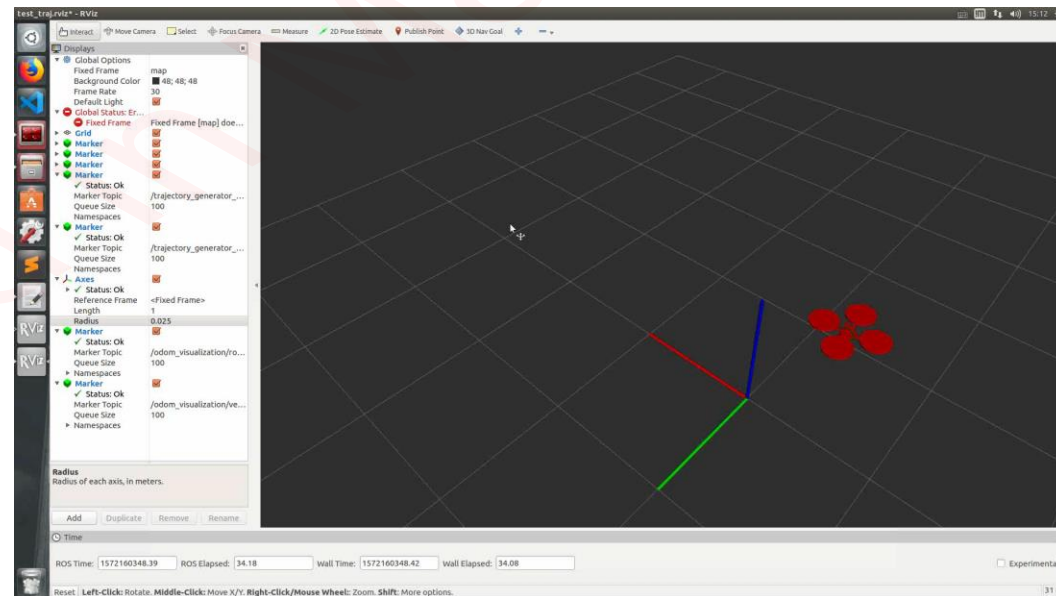 test_traj.rviz* - RViz
15:12
Interact Move Camera Select Focus Camera Measure 2D Pose Estimate Publish Point 3D Nav Goal
Displays
Global Options
Fixed Frame map
Background Color 48; 48; 48
Frame Rate 30
Default Light
Global Status: Er...
Fixed Frame Fixed Frame [map] doe...
Grid
Marker
Marker
Marker
Marker
Status: Ok
Marker Topic /trajectory_generator_...
Queue Size 100
Namespaces
Marker
Status: Ok
Marker Topic /trajectory_generator_...
Queue Size 100
Namespaces
Axes
Status: Ok
Reference Frame <Fixed Frame>
Length 1
Radius 0.025
Marker
Status: Ok
Marker Topic /odom_visualization/ro...
Queue Size 100
Namespaces
Marker
Status: Ok
Marker Topic /odom_visualization/ve...
Queue Size 100
Namespaces
Radius
Radius of each axis, in meters.
Add Duplicate Remove Rename
Time
ROS Time: 1572160348.39 ROS Elapsed: 34.18 Wall Time: 1572160348.42 Wall Elapsed: 34.08 Experimenta
Reset Left-Click: Rotate. Middle-Click: Move X/Y. Right-Click/Mouse Wheel: Zoom. Shift: More options. 31
RViz
RViz